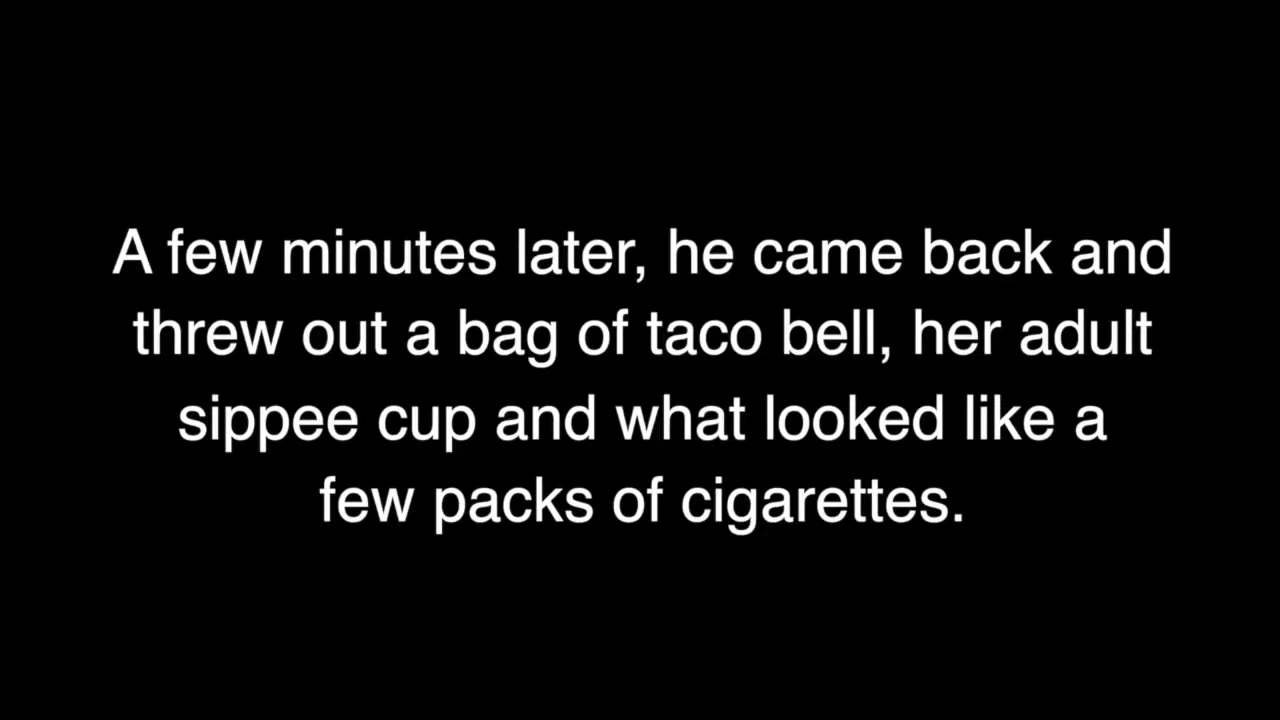 A few minutes later, he came back and
threw out a bag of taco bell, her adult
sippee cup and what looked like a
few packs of cigarettes.